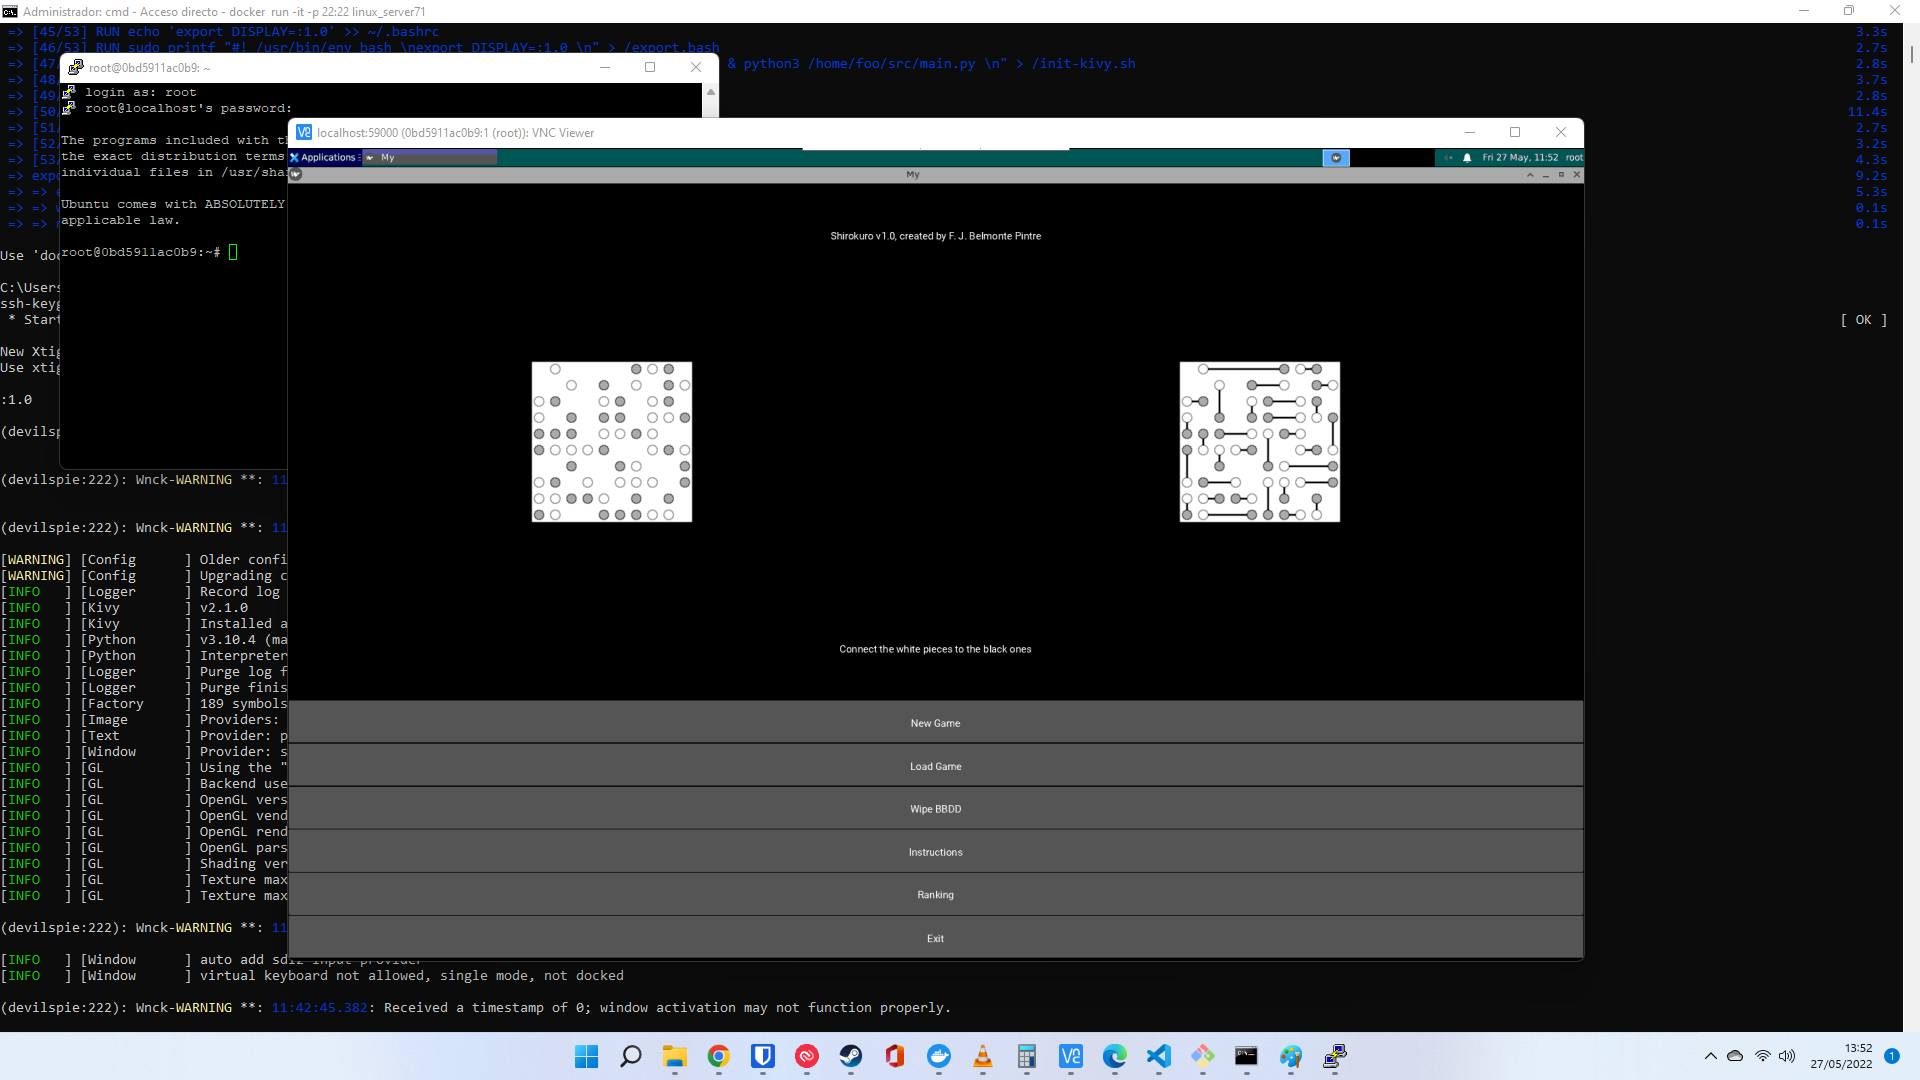 Administrador: cmd - Acceso directo - docker run -it -p 22:22 linux_server71
=> [45/53] RUN echo 'export DISPLAY=:1.0' >> ~/.bashrc 3.3s
=> [46/53] RUN sudo printf "#! /usr/bin/env bash \nexport DISPLAY=:1.0 \n" > /export.bash 2.7s
=> [47/ & python3 /home/foo/src/main.py \n" > /init-kivy.sh 2.8s
=> [48 3.7s
=> [49 2.8s
=> [50 11.4s
=> [51 2.7s
=> [52 3.2s
=> [53 4.3s
=> expo 9.2s
=> => 5.3s
=> => 0.1s
=> => 0.1s
Use 'doc
C:\Users
ssh-keyg
* Start [ OK ]
New Xtig
Use xtig
:1.0
(devilsp
(devilspie:222): Wnck-WARNING **: 11
(devilspie:222): Wnck-WARNING **: 11
[WARNING] [Config ] Older confi
[WARNING] [Config ] Upgrading c
[INFO ] [Logger ] Record log
[INFO ] [Kivy ] v2.1.0
[INFO ] [Kivy ] Installed a
[INFO ] [Python ] v3.10.4 (ma
[INFO ] [Python ] Interpreter
[INFO ] [Logger ] Purge log f
[INFO ] [Logger ] Purge finis
[INFO ] [Factory ] 189 symbols
[INFO ] [Image ] Providers:
[INFO ] [Text ] Provider: p
[INFO ] [Window ] Provider: s
[INFO ] [GL ] Using the "
[INFO ] [GL ] Backend use
[INFO ] [GL ] OpenGL vers
[INFO ] [GL ] OpenGL vend
[INFO ] [GL ] OpenGL rend
[INFO ] [GL ] OpenGL pars
[INFO ] [GL ] Shading ver
[INFO ] [GL ] Texture max
[INFO ] [GL ] Texture max
(devilspie:222): Wnck-WARNING **: 11
[INFO ] [Window ] auto add sdl2 input provider
[INFO ] [Window ] virtual keyboard not allowed, single mode, not docked
(devilspie:222): Wnck-WARNING **: 11:42:45.382: Received a timestamp of 0; window activation may not function properly.
root@0bd5911ac0b9: ~
login as: root
root@localhost's password:
The programs included with th
the exact distribution terms
individual files in /usr/sha
Ubuntu comes with ABSOLUTELY
applicable law.
root@0bd5911ac0b9:~#
localhost:59000 (0bd5911ac0b9:1 (root)): VNC Viewer
Applications My Fri 27 May, 11:52 root
My
Shirokuro v1.0, created by F. J. Belmonte Pintre
Connect the white pieces to the black ones
New Game
Load Game
Wipe BBDD
Instructions
Ranking
Exit
13:52
27/05/2022
1